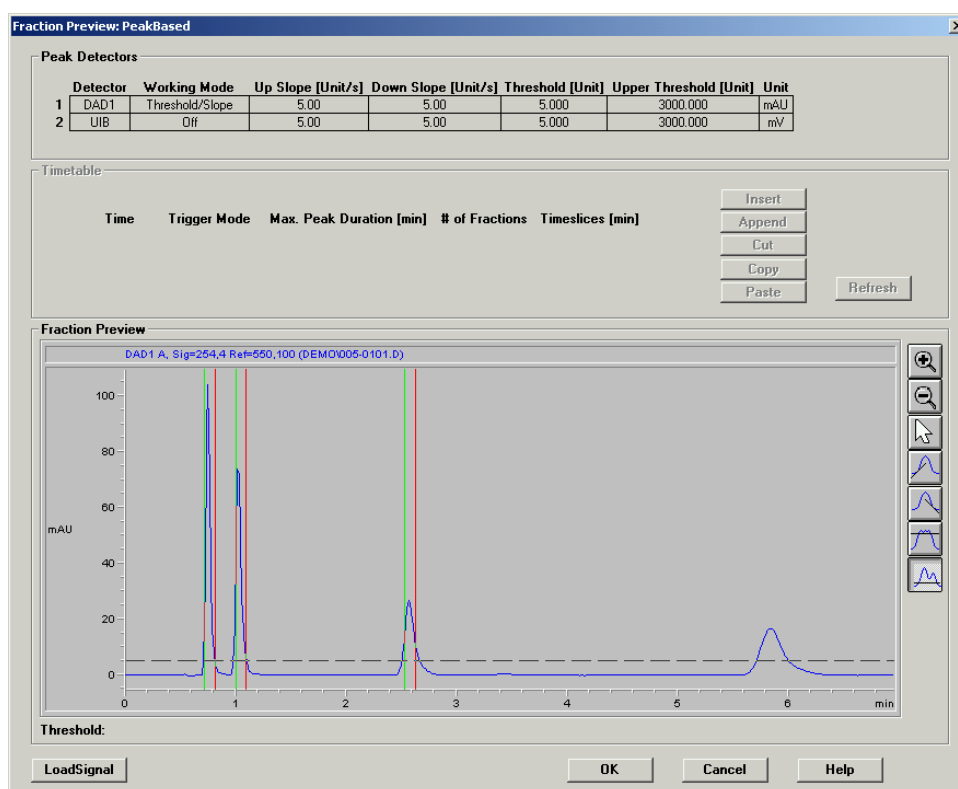 Fraction Preview: PeakBased
Peak Detectors
Detector Working Mode Up Slope [Unit/s] Down Slope [Unit/s] Threshold [Unit] Upper Threshold [Unit] Unit
1 DAD1 Threshold/Slope 5.00 5.00 5.000 3000.000 mAU
2 UIB Off 5.00 5.00 5.000 3000.000 mV
Timetable
Time Trigger Mode Max. Peak Duration [min] # of Fractions Timeslices [min]
Insert
Append
Cut
Copy
Paste
Refresh
Fraction Preview
DAD1 A, Sig=254,4 Ref=550,100 (DEMO\005-0101.D)
100
80
60
mAU
40
20
0
0 1 2 3 4 5 6 min
Threshold:
LoadSignal OK Cancel Help